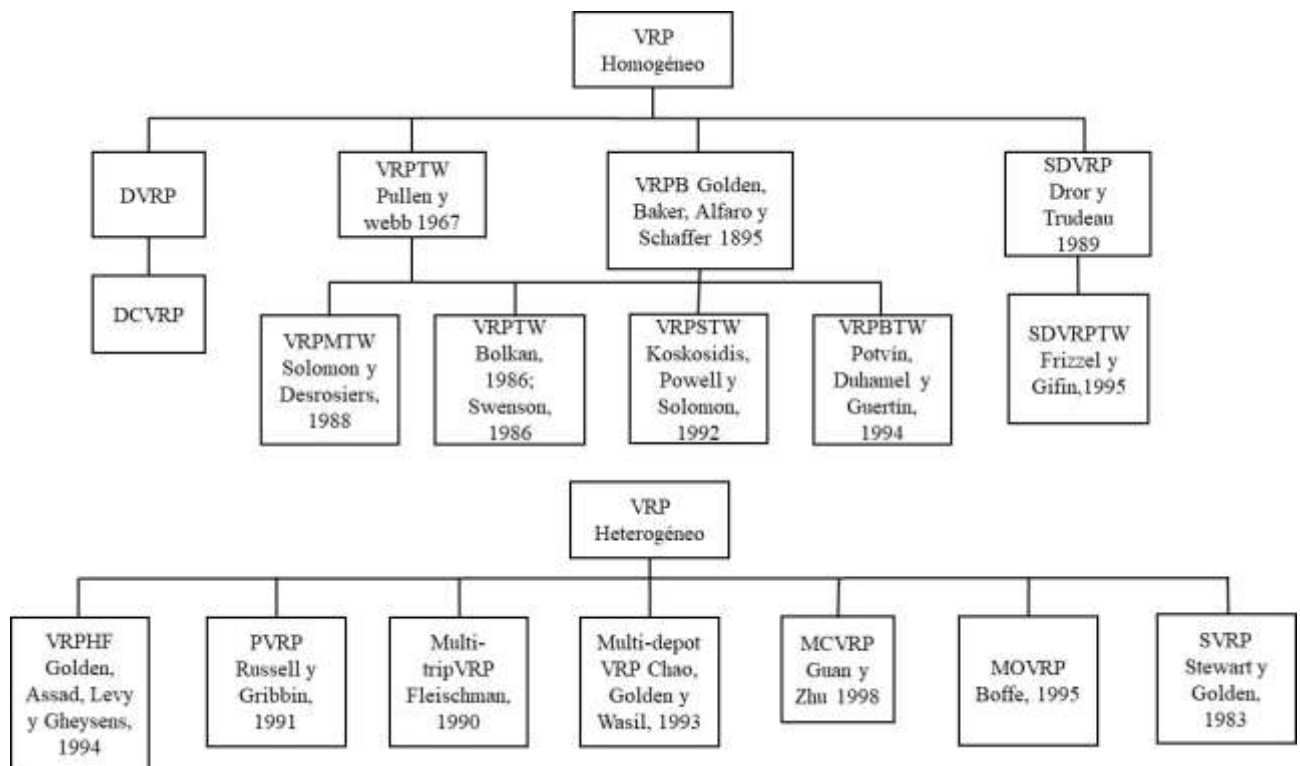 VRP
Homogéneo
DVRP
VRPTW
Pullen y
webb 1967
VRPB Golden,
Baker, Alfaro y
Schaffer 1895
SDVRP
Dror y
Trudeau
1989
DCVRP
VRPMTW
Solomon y
Desrosiers,
1988
VRPTW
Bolkan,
1986;
Swenson,
1986
VRPSTW
Koskosidis,
Powell y
Solomon,
1992
VRPBTW
Potvín,
Duhamel y
Guertin,
1994
SDVRPTW
Frizzel y
Gifin,1995
VRP
Heterogéneo
VRPHF
Golden,
Assad, Levy
y Gheysens,
1994
PVRP
Russell y
Gribbin,
1991
Multi-
tripVRP
Fleischman,
1990
Multi-depot
VRP Chao,
Golden y
Wasil, 1993
MCVRP
Guan y
Zhu 1998
MOVRP
Boffe, 1995
SVRP
Stewart y
Golden,
1983